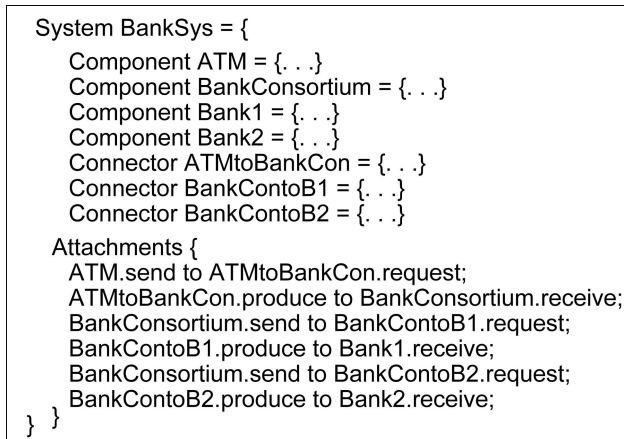 System BankSys = {
Component ATM = {. . .}
Component BankConsortium = {. . .}
Component Bank1 = {. . .}
Component Bank2 = {. . .}
Connector ATMtoBankCon = {. . .}
Connector BankContoB1 = {. . .}
Connector BankContoB2 = {. . .}
Attachments {
ATM.send to ATMtoBankCon.request;
ATMtoBankCon.produce to BankConsortium.receive;
BankConsortium.send to BankContoB1.request;
BankContoB1.produce to Bank1.receive;
BankConsortium.send to BankContoB2.request;
BankContoB2.produce to Bank2.receive;
} }